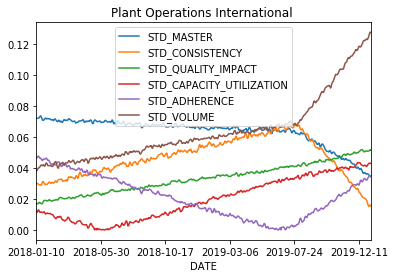 Plant Operations International
STD_MASTER
STD_CONSISTENCY
STD_QUALITY_IMPACT
STD_CAPACITY_UTILIZATION
STD_ADHERENCE
STD_VOLUME
0.12
0.10
0.08
0.06
0.04
0.02
0.00
2018-01-10 2018-05-30 2018-10-17 2019-03-06 2019-07-24 2019-12-11
DATE